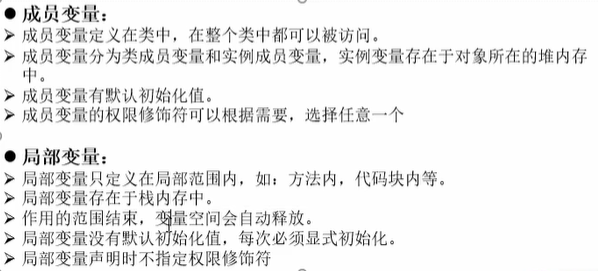 ● 成员变量：
➢ 成员变量定义在类中，在整个类中都可以被访问。
➢ 成员变量分为类成员变量和实例成员变量，实例变量存在于对象所在的堆内存
中。
➢ 成员变量有默认初始化值。
➢ 成员变量的权限修饰符可以根据需要，选择任意一个
● 局部变量：
➢ 局部变量只定义在局部范围内，如：方法内，代码块内等。
➢ 局部变量存在于栈内存中。
➢ 作用的范围结束，变量空间会自动释放。
➢ 局部变量没有默认初始化值，每次必须显式初始化。
➢ 局部变量声明时不指定权限修饰符